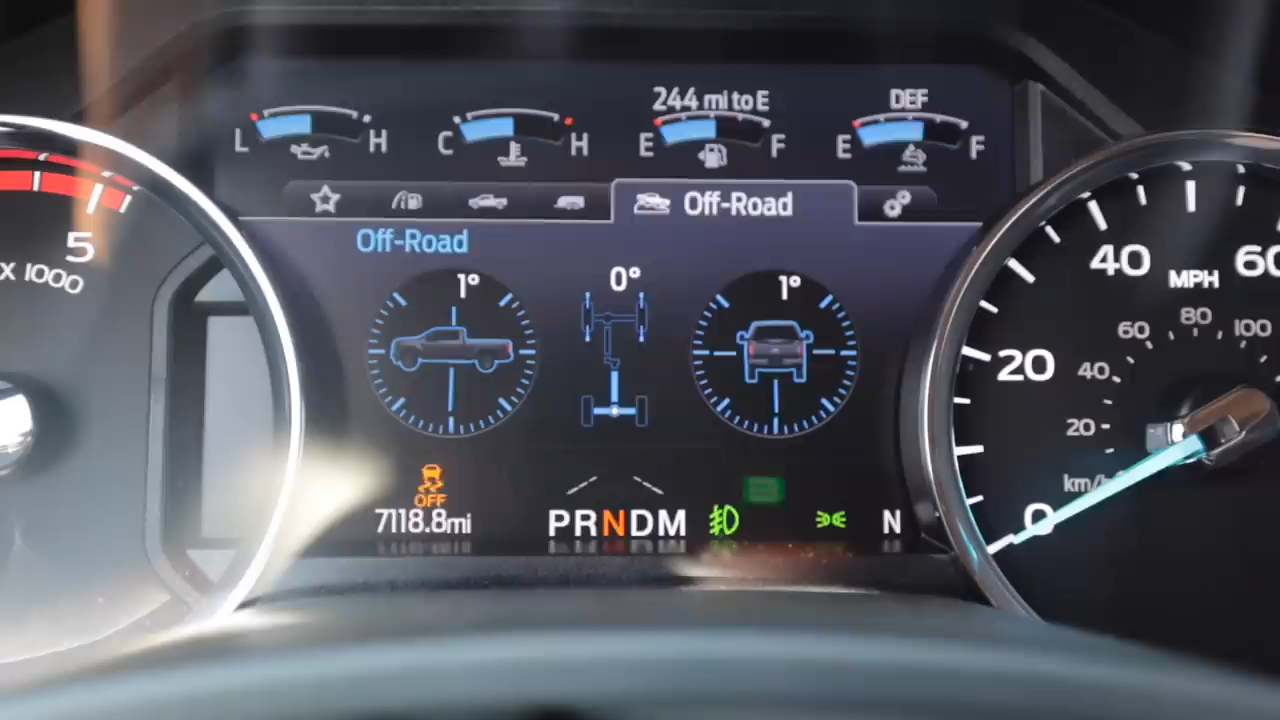 244 mi to E
DEF
L H
C H
E F
E F
Off-Road
Off-Road
1°
0°
1°
5
X 1000
40
60
MPH
20
0
60
80
100
40
20
km/h
OFF
7118.8mi
PRNDM
N